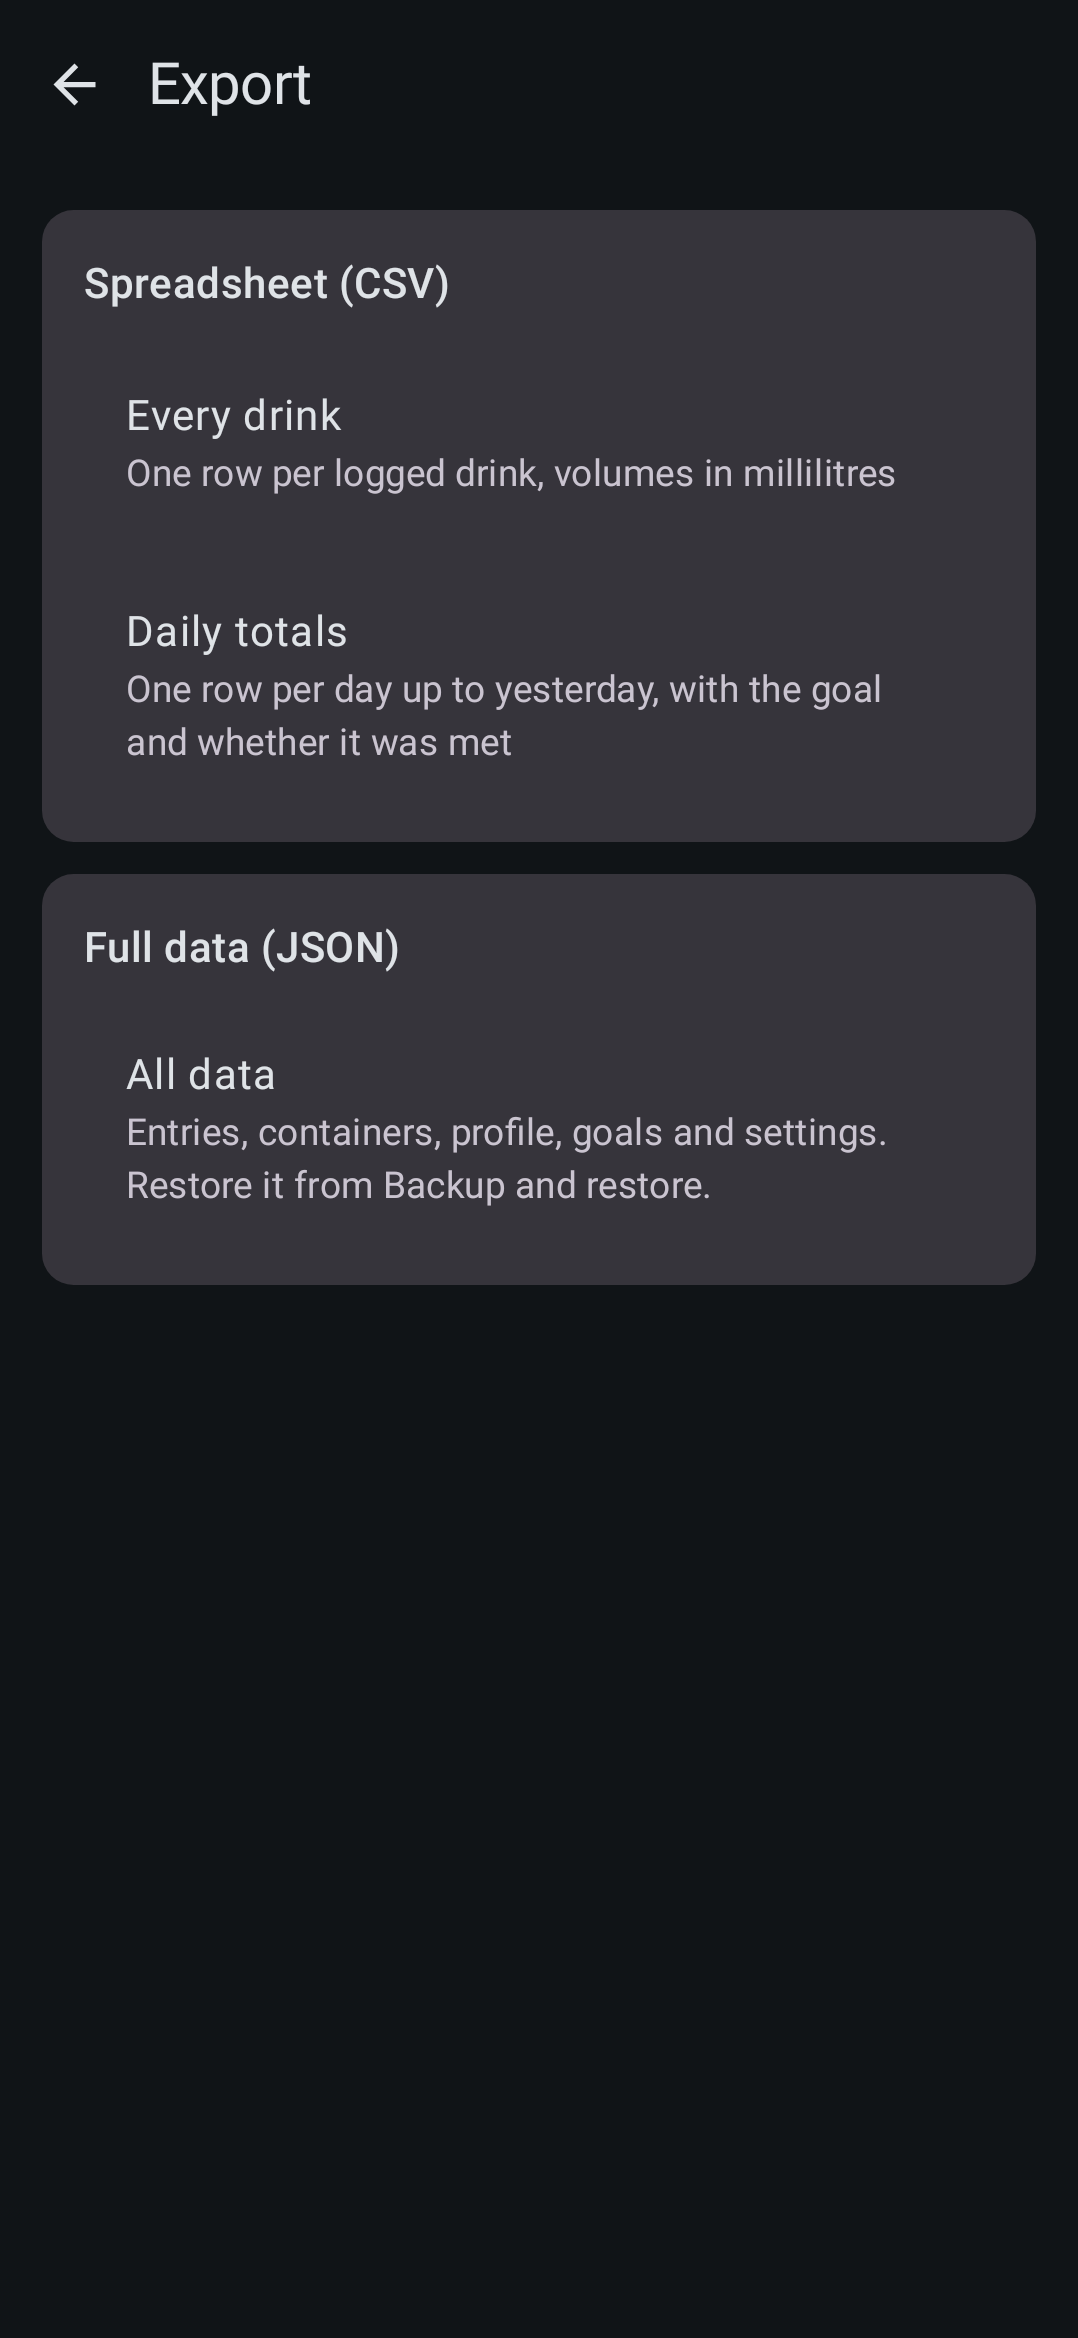 Export
Spreadsheet (CSV)
Every drink
One row per logged drink, volumes in millilitres
Daily totals
One row per day up to yesterday, with the goal
and whether it was met
Full data (JSON)
All data
Entries, containers, profile, goals and settings.
Restore it from Backup and restore.